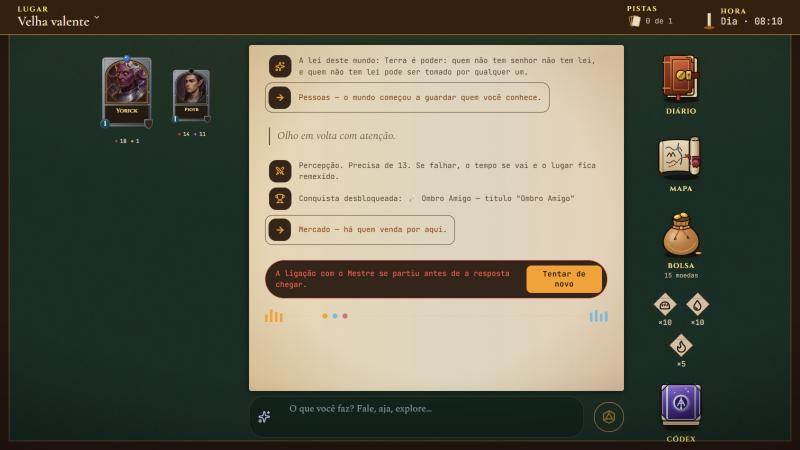 LUGAR
Velha valente
PISTAS
0 de 1
HORA
Dia · 08:10
YORICK
18
1
PIOTR
14
11
A lei deste mundo: Terra é poder: quem não tem senhor não tem lei,
e quem não tem lei pode ser tomado por qualquer um.
Pessoas — o mundo começou a guardar quem você conhece.
Olho em volta com atenção.
Percepção. Precisa de 13. Se falhar, o tempo se vai e o lugar fica
remexido.
Conquista desbloqueada: Ombro Amigo — título "Ombro Amigo"
Mercado — há quem venda por aqui.
A ligação com o Mestre se partiu antes de a resposta
chegar.
Tentar de
novo
O que você faz? Fale, aja, explore…
DIÁRIO
MAPA
BOLSA
15 moedas
×10
×10
×5
CÓDEX